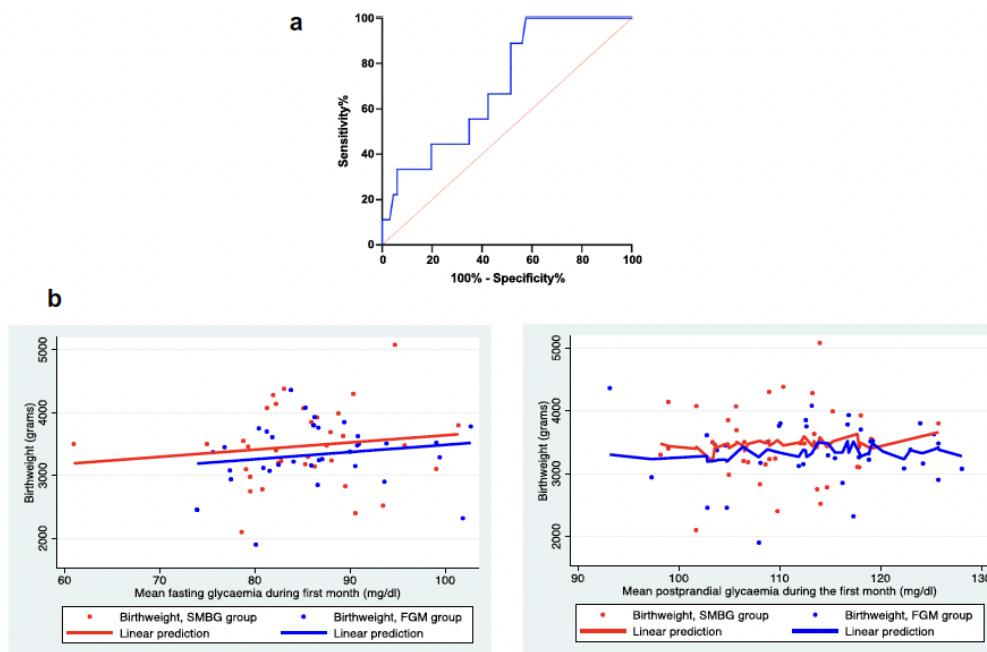 a
100
80
60
40
20
0
Sensitivity%
0 20 40 60 80 100
100% - Specificity%
b
5000
4000
3000
2000
Birthweight (grams)
60 70 80 90 100
Mean fasting glycaemia during first month (mg/dl)
Birthweight, SMBG group Birthweight, FGM group
Linear prediction Linear prediction
5000
4000
3000
2000
Birthweight (grams)
90 100 110 120 130
Mean postprandial glycaemia during the first month (mg/dl)
Birthweight, SMBG group Birthweight, FGM group
Linear prediction Linear prediction